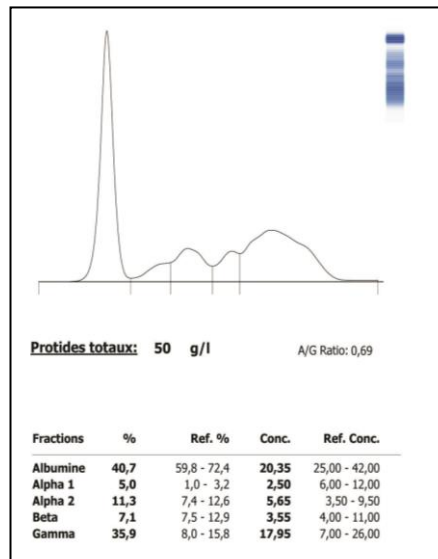 Protides totaux: 50 g/l A/G Ratio: 0,69
Fractions % Ref. % Conc. Ref. Conc.
Albumine 40,7 59,8 - 72,4 20,35 25,00 - 42,00
Alpha 1 5,0 1,0 - 3,2 2,50 6,00 - 12,00
Alpha 2 11,3 7,4 - 12,6 5,65 3,50 - 9,50
Beta 7,1 7,5 - 12,9 3,55 4,00 - 11,00
Gamma 35,9 8,0 - 15,8 17,95 7,00 - 26,00